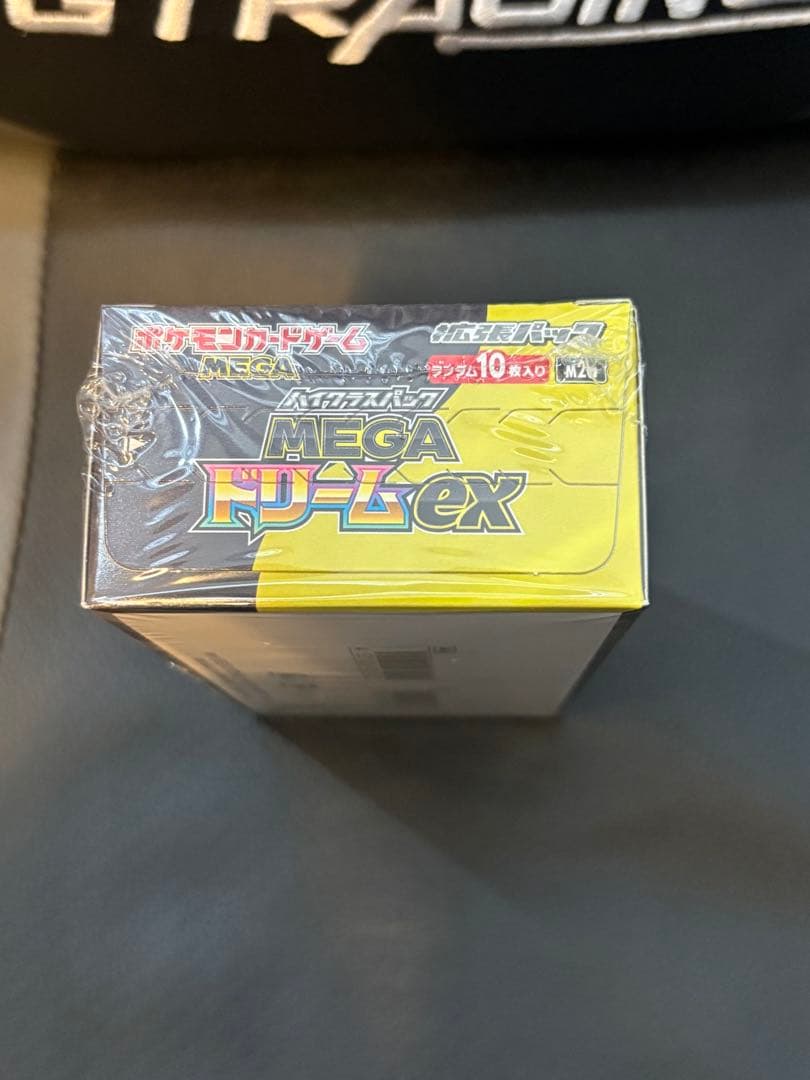 GTRACING
ポケモンカードゲーム
MEGA
拡張パック
ランダム10枚入り
ハイクラスパック
MEGA
ドリームex